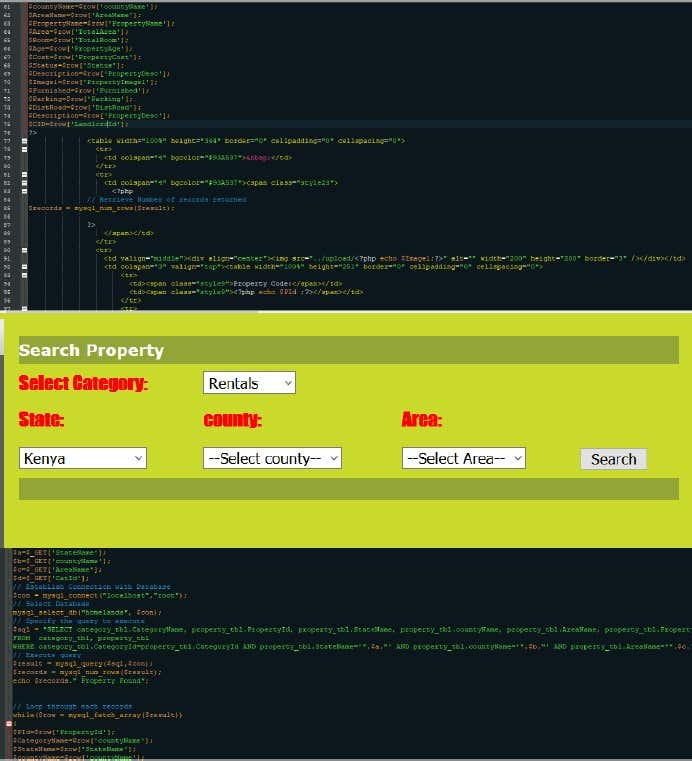 61 $countyName=$row['countyName'];
62 $AreaName=$row['AreaName'];
63 $PropertyName=$row['PropertyName'];
64 $Area=$row['TotalArea'];
65 $Room=$row['TotalRoom'];
66 $Age=$row['PropertyAge'];
67 $Cost=$row['PropertyCost'];
68 $Status=$row['Status'];
69 $Description=$row['PropertyDesc'];
70 $Image1=$row['PropertyImage1'];
71 $Furnished=$row['Furnished'];
72 $Parking=$row['Parking'];
73 $DistRoad=$row['DistRoad'];
74 $Description=$row['PropertyDesc'];
75 $CID=$row['LandlordId'];
76 ?>
77 <table width="100%" height="364" border="0" cellpadding="0" cellspacing="0">
78 <tr>
79 <td colspan="4" bgcolor="#93A537">&nbsp;</td>
80 </tr>
81 <tr>
82 <td colspan="4" bgcolor="#93A537"><span class="style23">
83 <?php
84 // Retrieve Number of records returned
85 $records = mysql_num_rows($result);
86
87 ?>
88 </span></td>
89 </tr>
90 <tr>
91 <td valign="middle"><div align="center"><img src="../upload/<?php echo $Image1;?>" alt="" width="200" height="200" border="3" /></div></td>
92 <td colspan="3" valign="top"><table width="100%" height="251" border="0" cellpadding="0" cellspacing="0">
93 <tr>
94 <td><span class="style9">Property Code:</span></td>
95 <td><span class="style9"><?php echo $PId ;?></span></td>
96 </tr>
97 <tr>
Search Property
Select Category: Rentals
State: county: Area:
Kenya --Select county-- --Select Area-- Search
$a=$_GET['StateName'];
$b=$_GET['countyName'];
$c=$_GET['AreaName'];
$d=$_GET['CatId'];
// Establish Connection with Database
$con = mysql_connect("localhost","root");
// Select Database
mysql_select_db("homelands", $con);
// Specify the query to execute
$sql = "SELECT category_tbl.CategoryName, property_tbl.PropertyId, property_tbl.StateName, property_tbl.countyName, property_tbl.AreaName, property_tbl.Propert
FROM category_tbl, property_tbl
WHERE category_tbl.CategoryId=property_tbl.CategoryId AND property_tbl.StateName='".$a."' AND property_tbl.countyName='".$b."' AND property_tbl.AreaName='".$c.
// Execute query
$result = mysql_query($sql,$con);
$records = mysql_num_rows($result);
echo $records." Property Found";
// Loop through each records
while($row = mysql_fetch_array($result))
{
$PId=$row['PropertyId'];
$CategoryName=$row['countyName'];
$StateName=$row['StateName'];
$countyName=$row['countyName'];